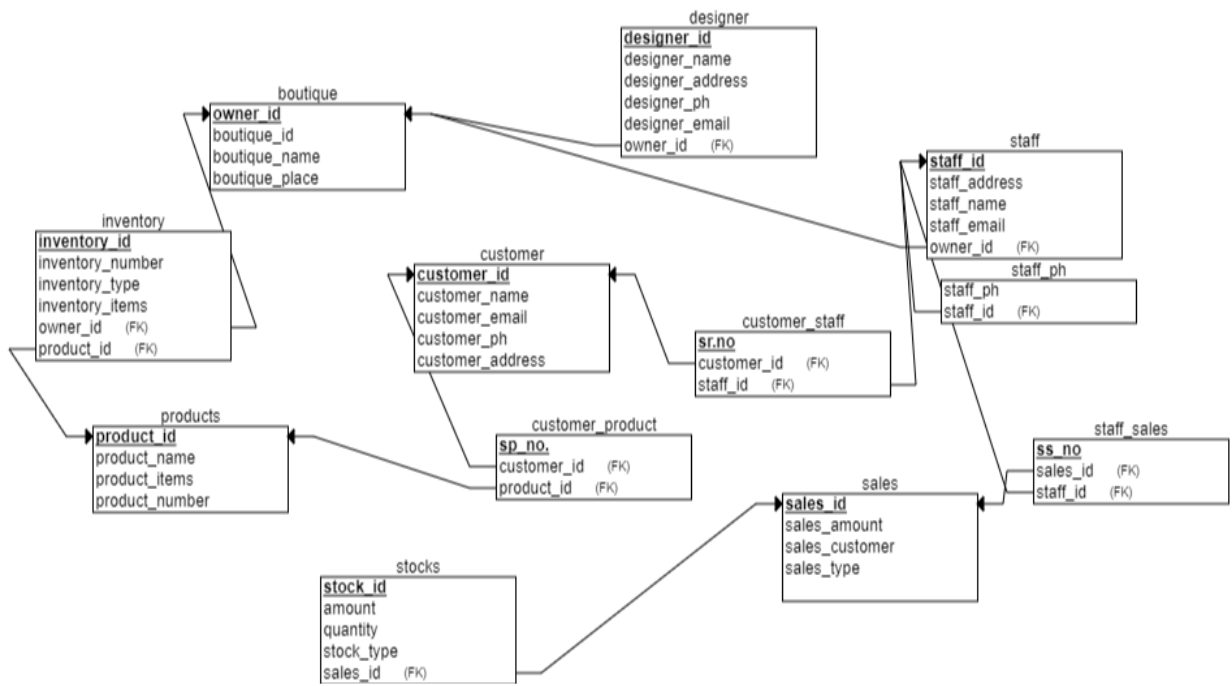 designer
designer_id
designer_name
designer_address
designer_ph
designer_email
owner_id (FK)
boutique
owner_id
boutique_id
boutique_name
boutique_place
staff
staff_id
staff_address
staff_name
staff_email
owner_id (FK)
inventory
inventory_id
inventory_number
inventory_type
inventory_items
owner_id (FK)
product_id (FK)
customer
customer_id
customer_name
customer_email
customer_ph
customer_address
staff_ph
staff_ph
staff_id (FK)
customer_staff
sr.no
customer_id (FK)
staff_id (FK)
products
product_id
product_name
product_items
product_number
customer_product
sp_no.
customer_id (FK)
product_id (FK)
staff_sales
ss_no
sales_id (FK)
staff_id (FK)
sales
sales_id
sales_amount
sales_customer
sales_type
stocks
stock_id
amount
quantity
stock_type
sales_id (FK)